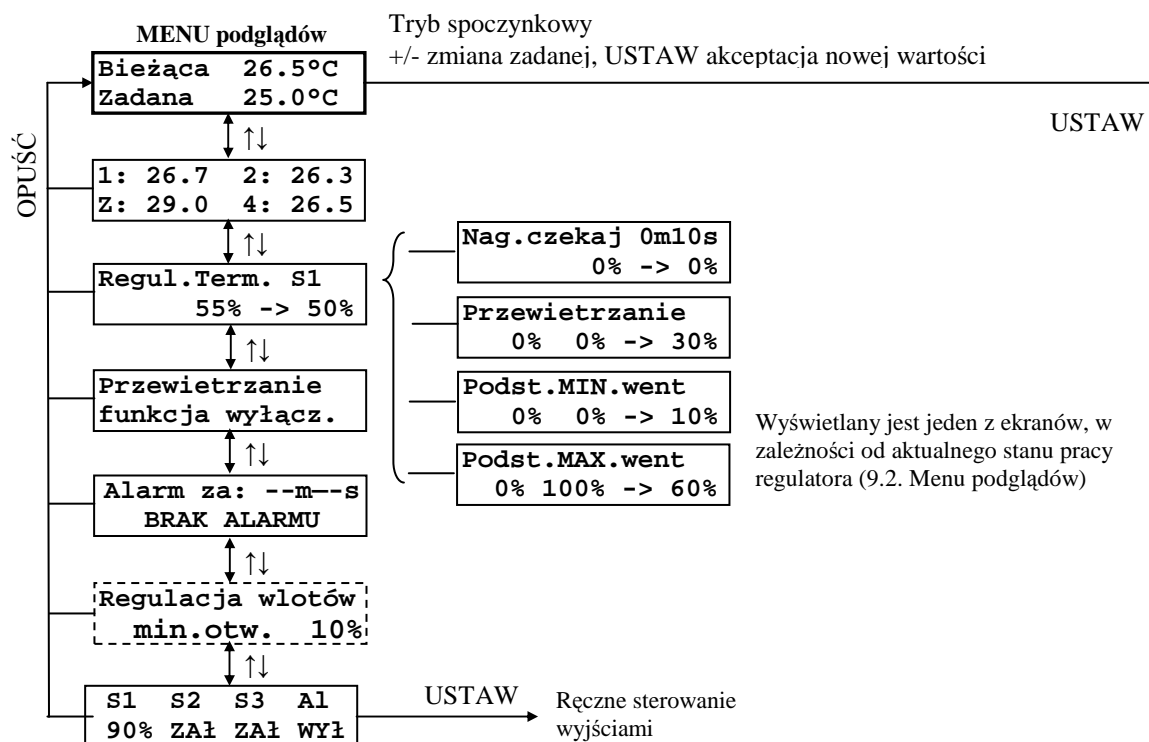 MENU podglądów
Tryb spoczynkowy
+/- zmiana zadanej, USTAW akceptacja nowej wartości
Bieżąca 26.5°C
Zadana 25.0°C
USTAW
OPUŚĆ
↑↓
1: 26.7 2: 26.3
Z: 29.0 4: 26.5
↑↓
Regul.Term. S1
55% -> 50%
Nag.czekaj 0m10s
0% -> 0%
Przewietrzanie
0% 0% -> 30%
Podst.MIN.went
0% 0% -> 10%
Podst.MAX.went
0% 100% -> 60%
Wyświetlany jest jeden z ekranów, w
zależności od aktualnego stanu pracy
regulatora (9.2. Menu podglądów)
↑↓
Przewietrzanie
funkcja wyłącz.
↑↓
Alarm za: --m--s
BRAK ALARMU
↑↓
Regulacja wlotów
min.otw. 10%
↑↓
S1 S2 S3 Al
90% ZAŁ ZAŁ WYŁ
USTAW
Ręczne sterowanie
wyjściami